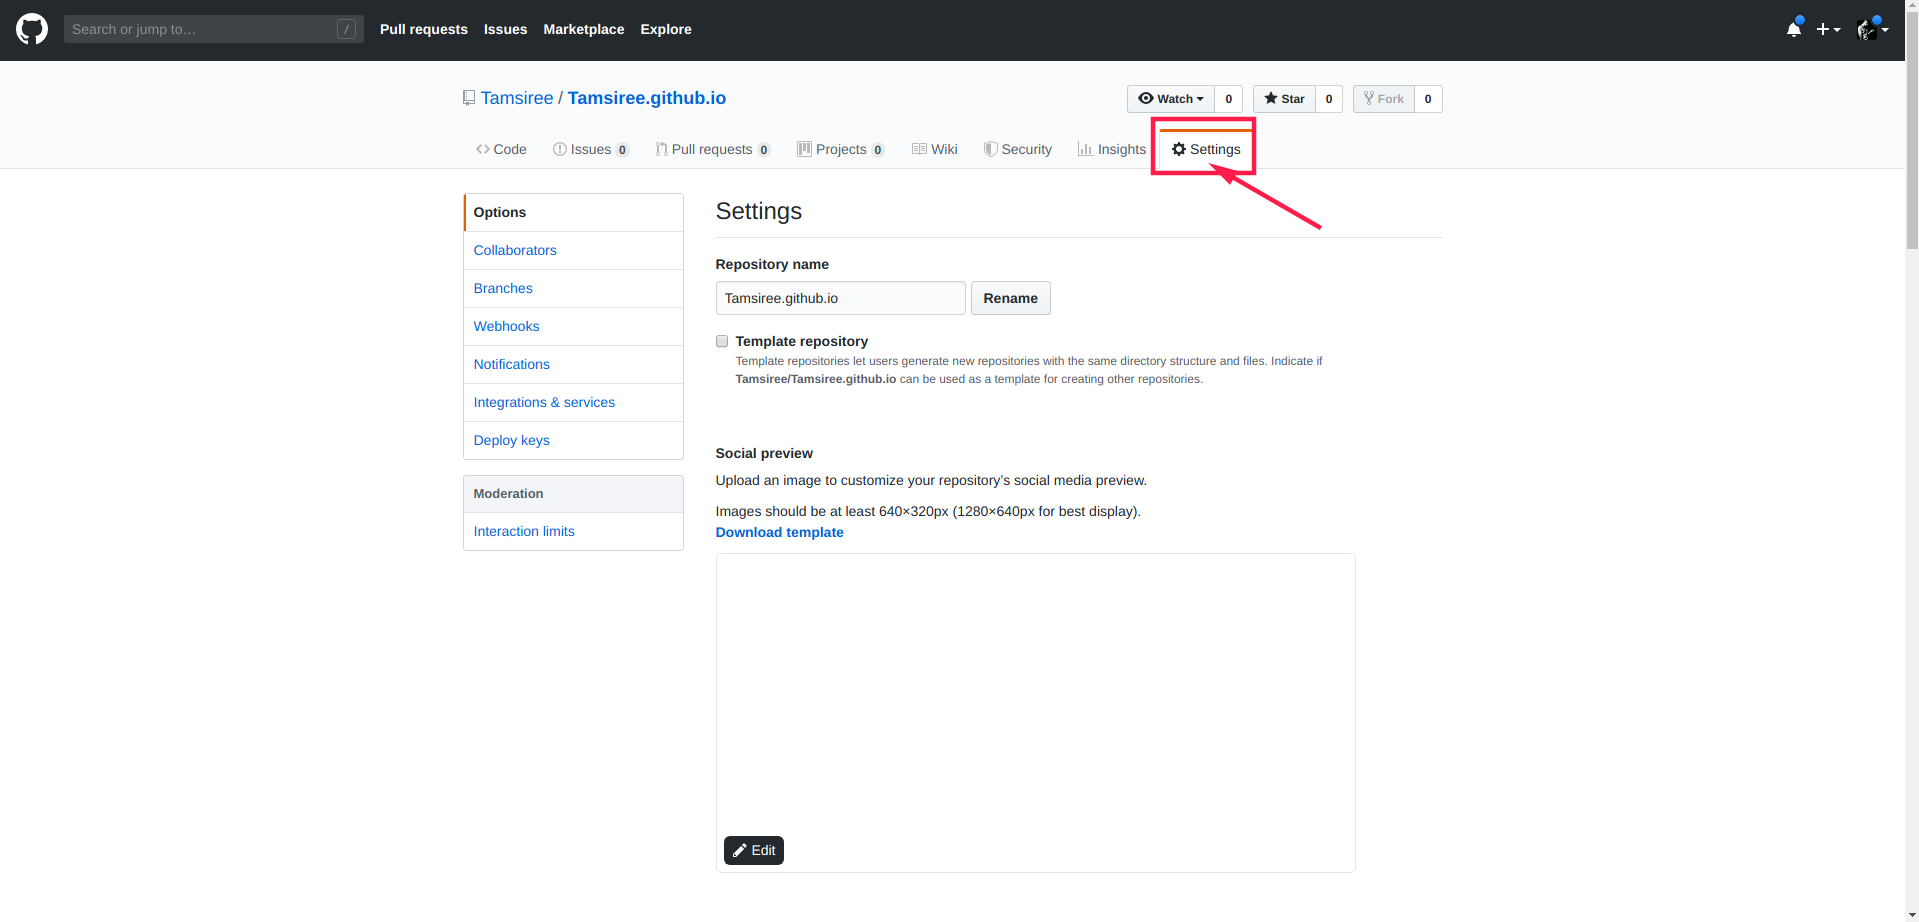 Search or jump to… /
Pull requests Issues Marketplace Explore
Tamsiree / Tamsiree.github.io
Watch 0 Star 0 Fork 0
Code Issues 0 Pull requests 0 Projects 0 Wiki Security Insights Settings
Options
Collaborators
Branches
Webhooks
Notifications
Integrations & services
Deploy keys
Moderation
Interaction limits
Settings
Repository name
Tamsiree.github.io Rename
Template repository
Template repositories let users generate new repositories with the same directory structure and files. Indicate if
Tamsiree/Tamsiree.github.io can be used as a template for creating other repositories.
Social preview
Upload an image to customize your repository’s social media preview.
Images should be at least 640×320px (1280×640px for best display).
Download template
Edit